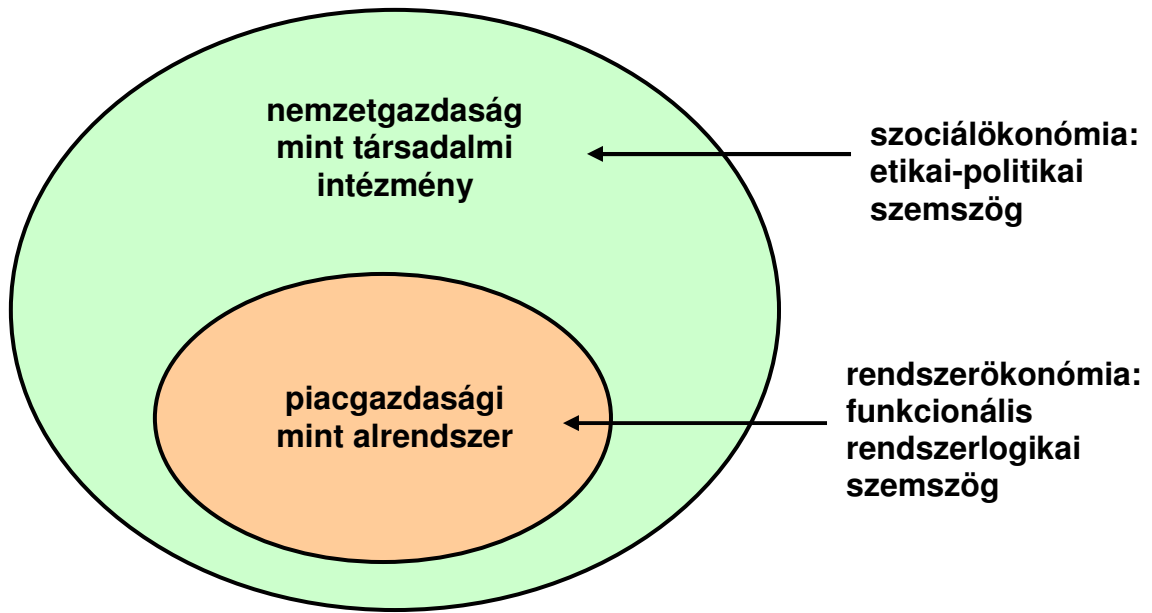 nemzetgazdaság
mint társadalmi
intézmény
szociálökonómia:
etikai-politikai
szemszög
piacgazdasági
mint alrendszer
rendszerökonómia:
funkcionális
rendszerlogikai
szemszög